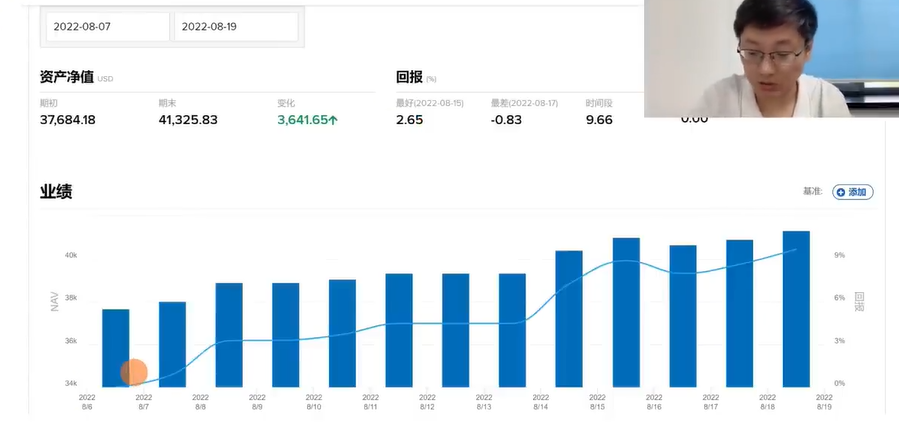 2022-08-07 2022-08-19
资产净值 USD 回报 (%)
期初 期末 变化 最好(2022-08-15) 最差(2022-08-17) 时间段
37,684.18 41,325.83 3,641.65↑ 2.65 -0.83 9.66 0.00
业绩 基准: 添加
40k 9%
38k 6%
NAV 回报
36k 3%
34k 0%
2022 2022 2022 2022 2022 2022 2022 2022 2022 2022 2022 2022 2022 2022
8/6 8/7 8/8 8/9 8/10 8/11 8/12 8/13 8/14 8/15 8/16 8/17 8/18 8/19